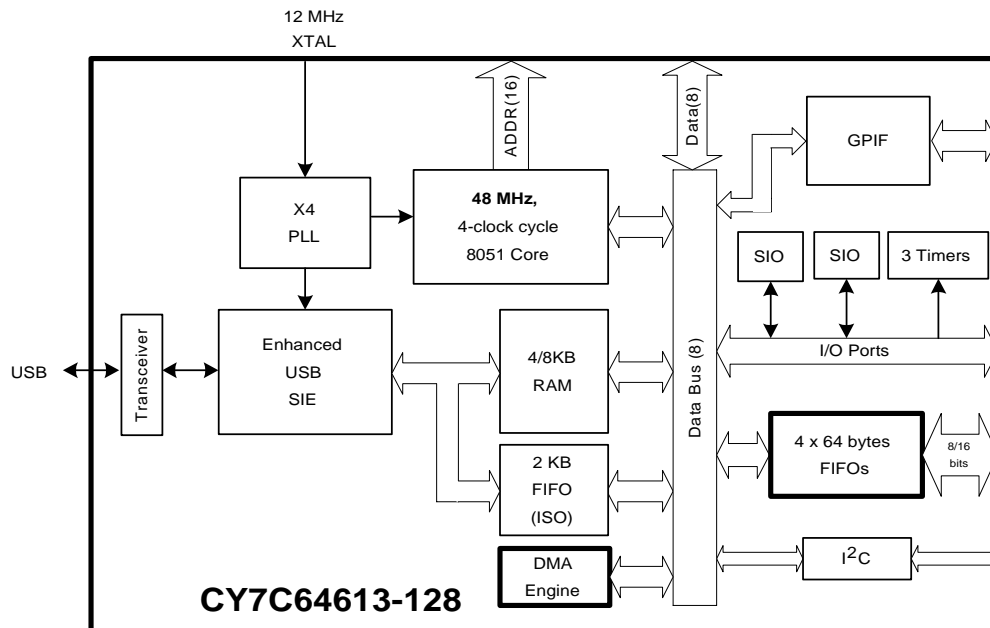 12 MHz
XTAL
ADDR(16)
Data(8)
GPIF
X4
PLL
48 MHz,
4-clock cycle
8051 Core
SIO
SIO
3 Timers
I/O Ports
USB
Transceiver
Enhanced
USB
SIE
4/8KB
RAM
Data Bus (8)
4 x 64 bytes
FIFOs
8/16
bits
2 KB
FIFO
(ISO)
DMA
Engine
I²C
CY7C64613-128